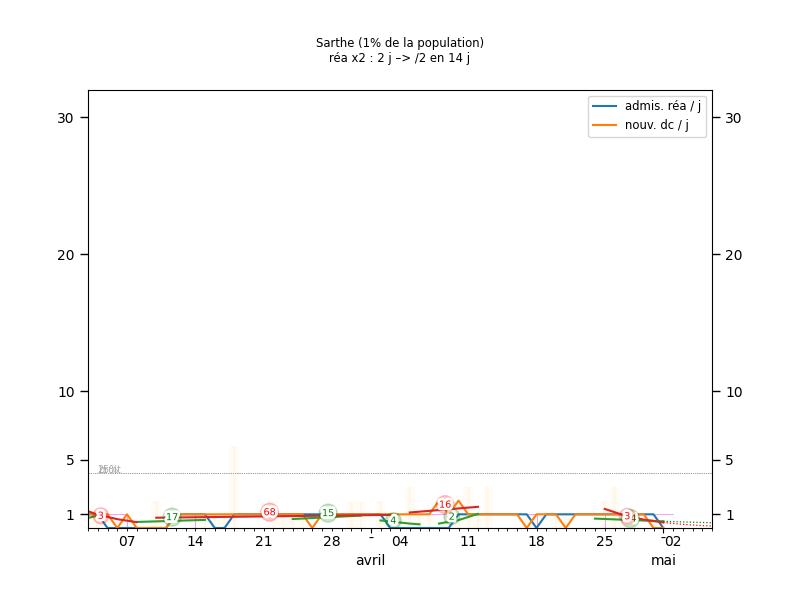 Sarthe (1% de la population)
réa x2 : 2 j –> /2 en 14 j
admis. réa / j
nouv. dc / j
30 30
20 20
10 10
5 5
1 1
3 17 68 15 4 16 2 3
07 14 21 28 - 04 11 18 25 - 02
avril mai